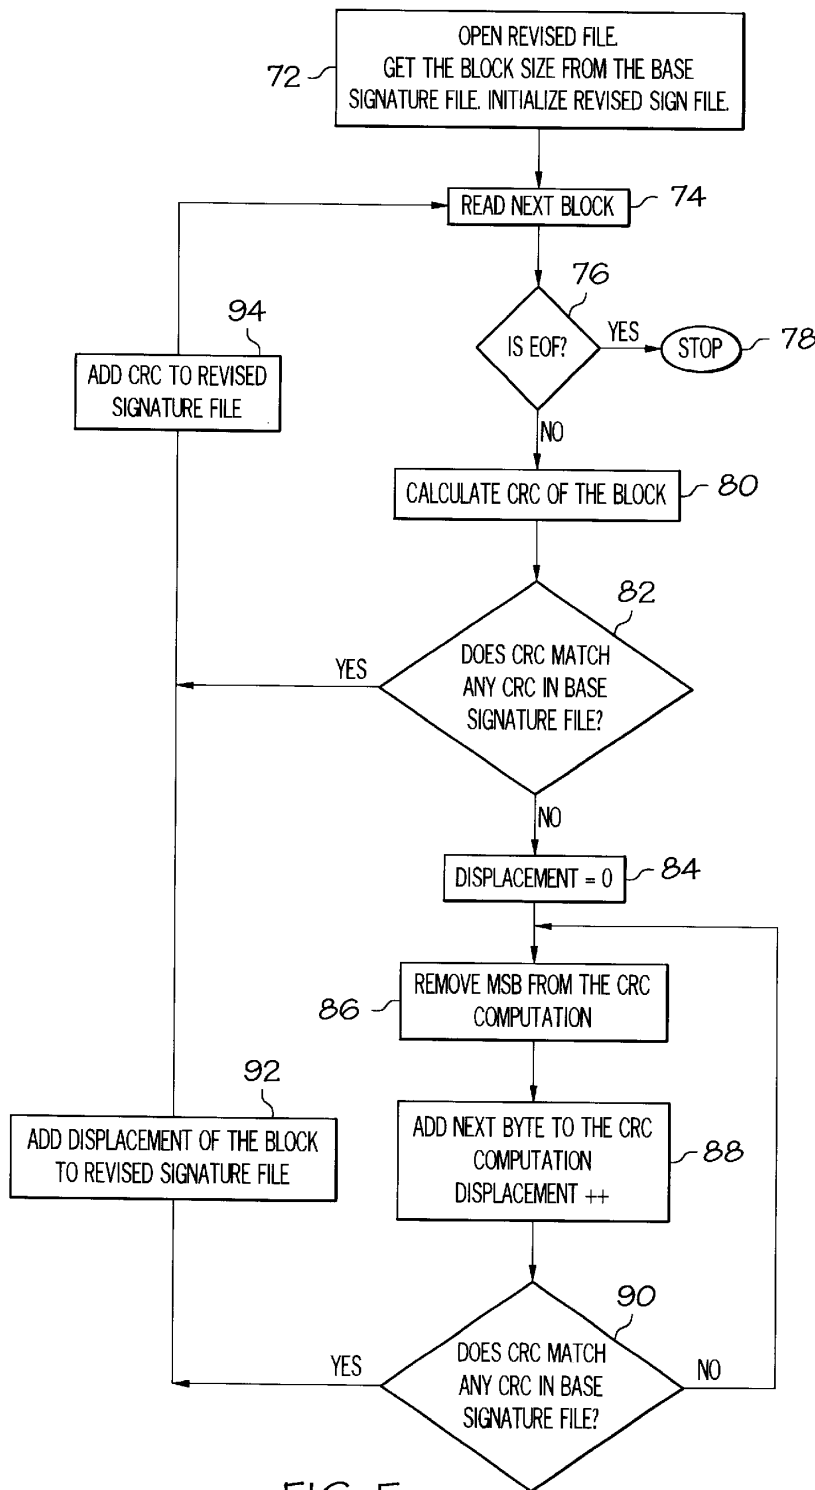 OPEN REVISED FILE.
GET THE BLOCK SIZE FROM THE BASE
SIGNATURE FILE. INITIALIZE REVISED SIGN FILE.
72
READ NEXT BLOCK
74
76
IS EOF?
YES
STOP
78
NO
94
ADD CRC TO REVISED
SIGNATURE FILE
CALCULATE CRC OF THE BLOCK
80
82
DOES CRC MATCH
ANY CRC IN BASE
SIGNATURE FILE?
YES
NO
DISPLACEMENT = 0
84
REMOVE MSB FROM THE CRC
COMPUTATION
86
92
ADD DISPLACEMENT OF THE BLOCK
TO REVISED SIGNATURE FILE
ADD NEXT BYTE TO THE CRC
COMPUTATION
DISPLACEMENT ++
88
90
DOES CRC MATCH
ANY CRC IN BASE
SIGNATURE FILE?
YES
NO